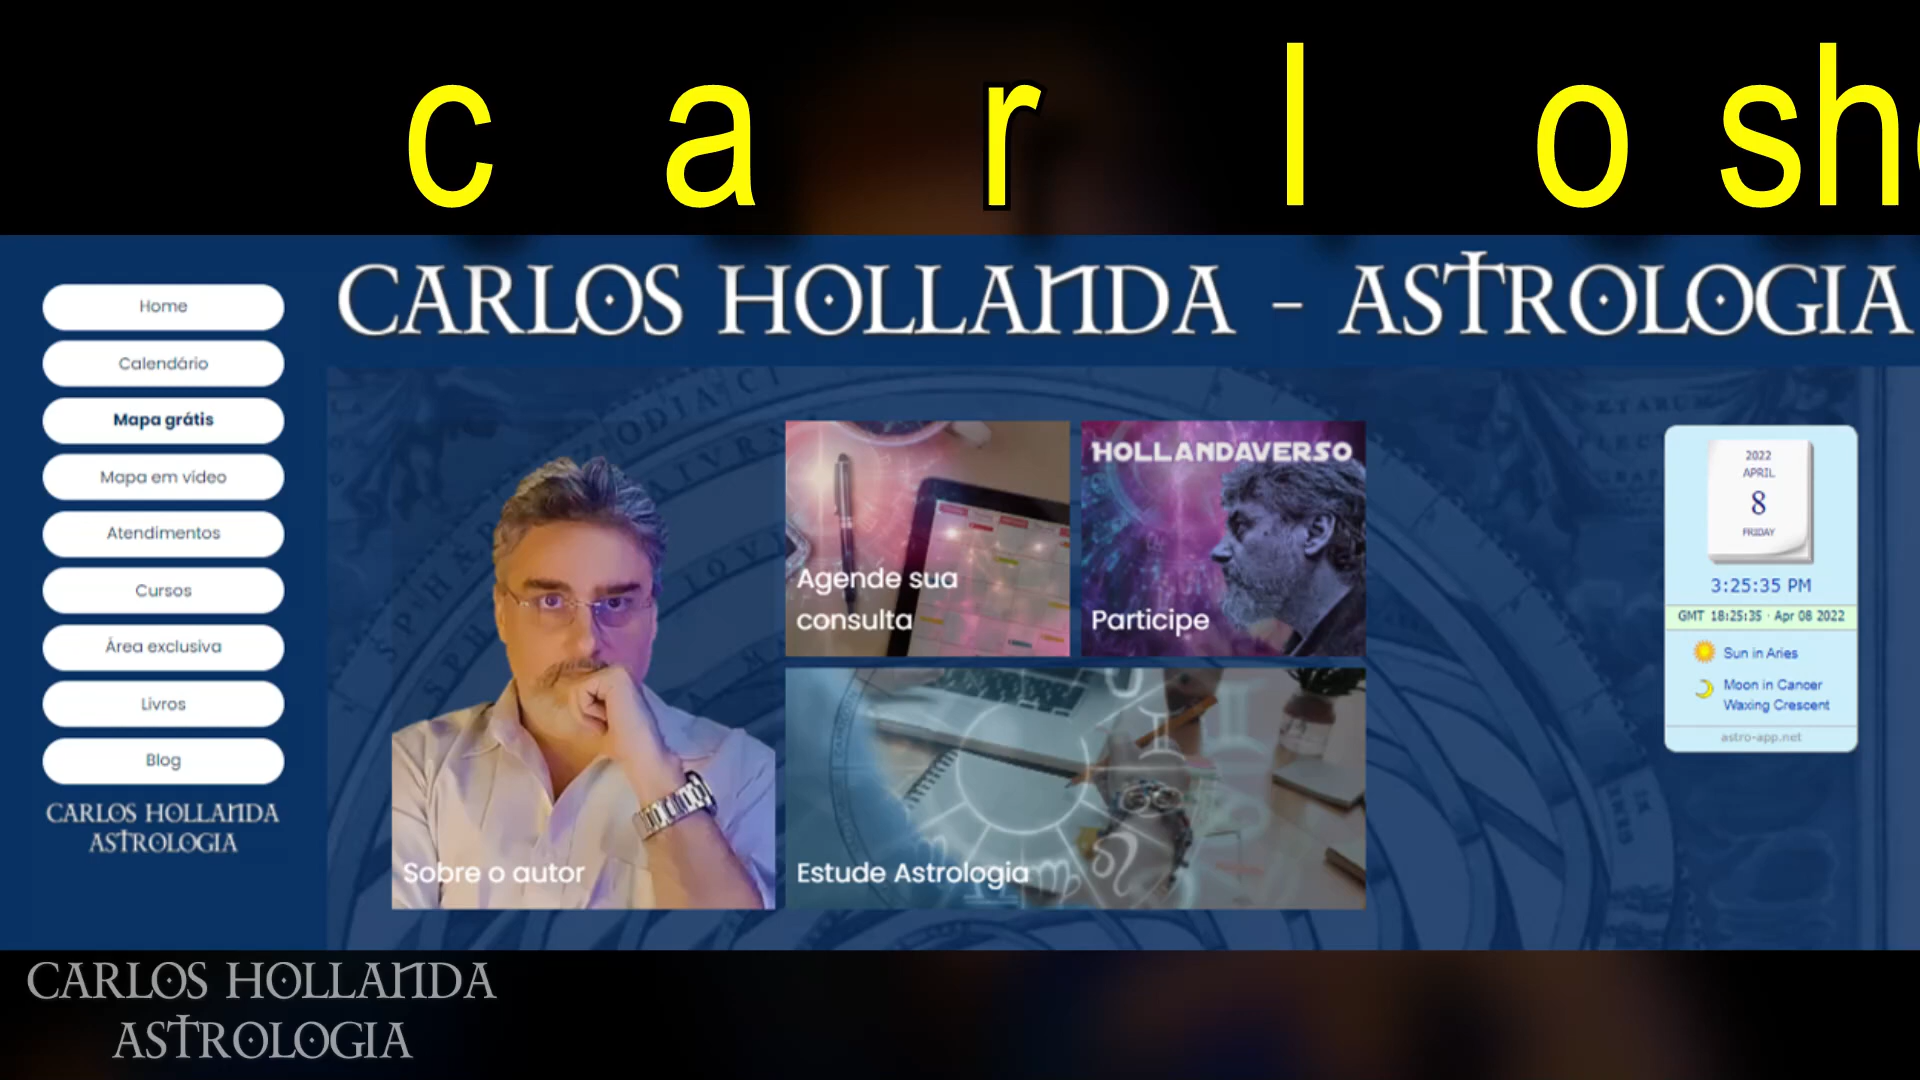 c a r l o sh
CARLOS HOLLANDA - ASTROLOGIA
Home
Calendário
Mapa grátis
Mapa em vídeo
Atendimentos
Cursos
Área exclusiva
Livros
Blog
CARLOS HOLLANDA
ASTROLOGIA
Sobre o autor
Agende sua
consulta
HOLLANDAVERSO
Participe
Estude Astrologia
2022
APRIL
8
FRIDAY
3:25:35 PM
GMT 18:25:35 · Apr 08 2022
Sun in Aries
Moon in Cancer
Waxing Crescent
astro-app.net
CARLOS HOLLANDA
ASTROLOGIA